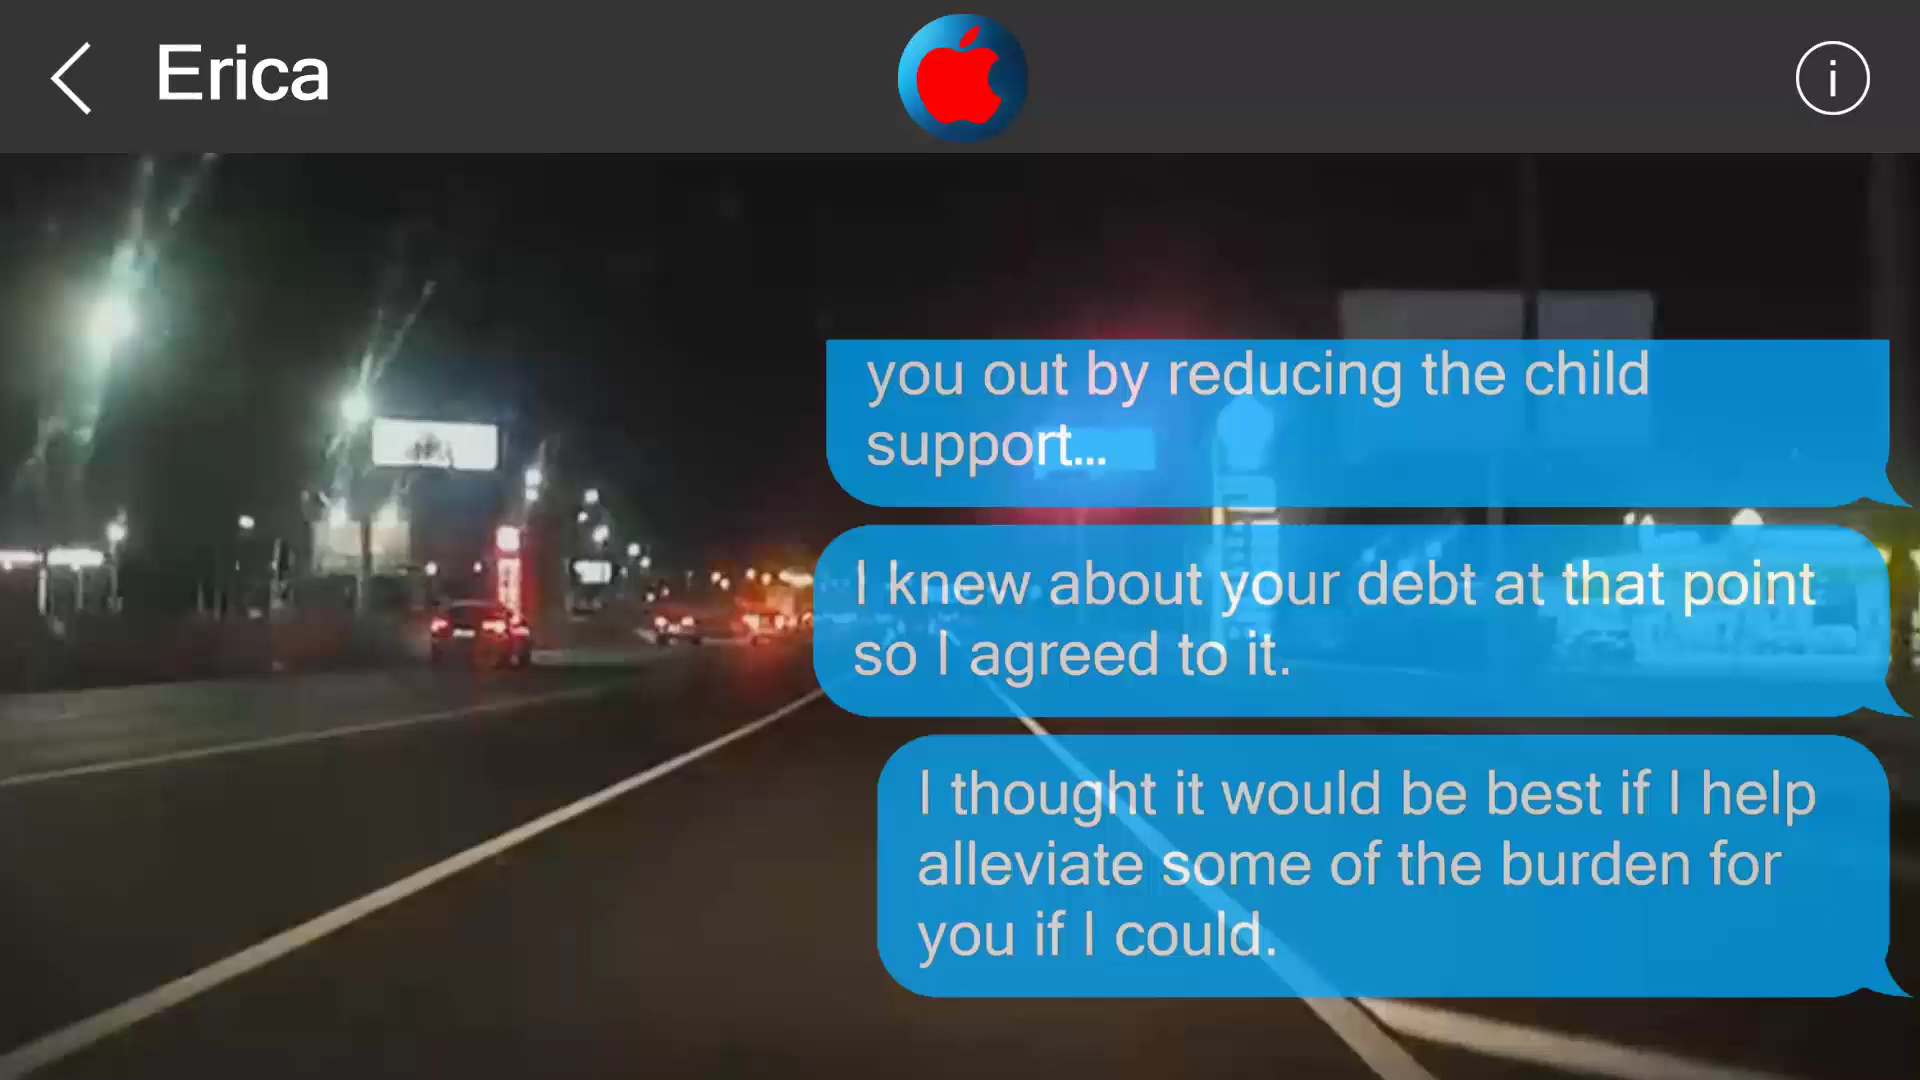 Erica
you out by reducing the child
support...
I knew about your debt at that point
so I agreed to it.
I thought it would be best if I help
alleviate some of the burden for
you if I could.